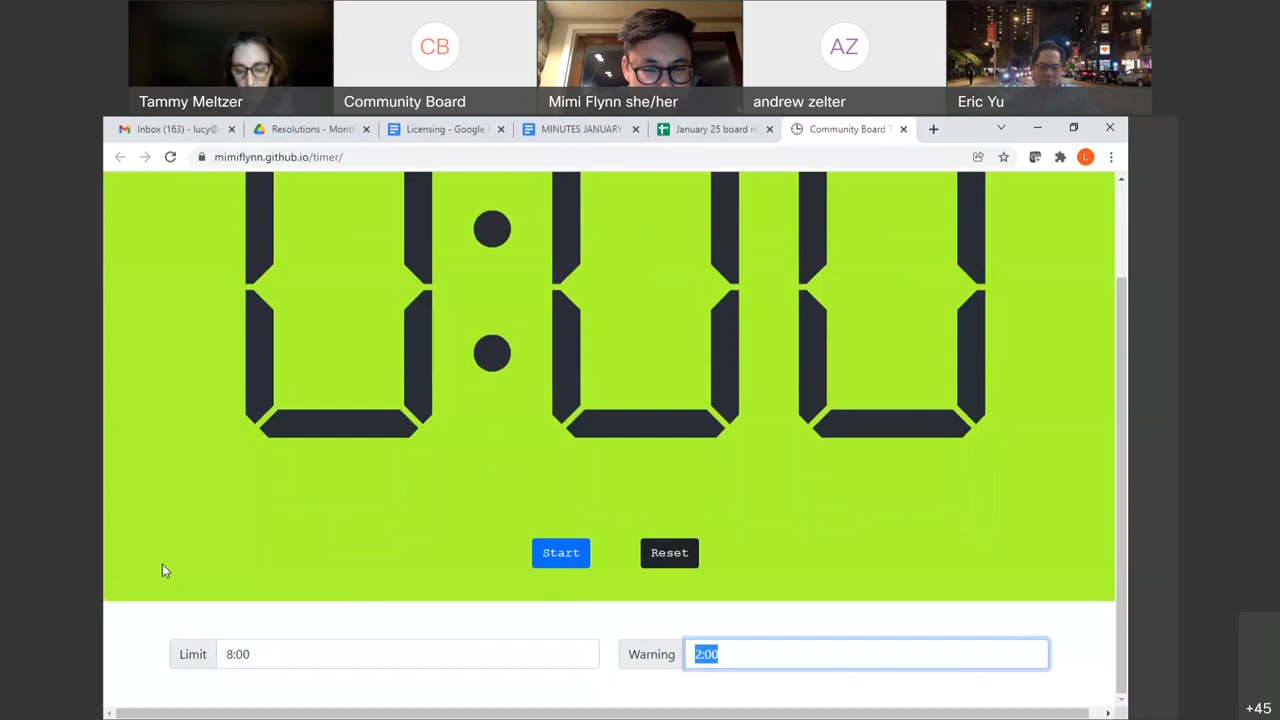 CB
AZ
Tammy Meltzer
Community Board
Mimi Flynn she/her
andrew zelter
Eric Yu
Inbox (163) - lucy@
Resolutions - Mont
Licensing - Google
MINUTES JANUARY
January 25 board m
Community Board T
mimiflynn.github.io/timer/
L
0:00
Start
Reset
Limit
8:00
Warning
2:00
+45